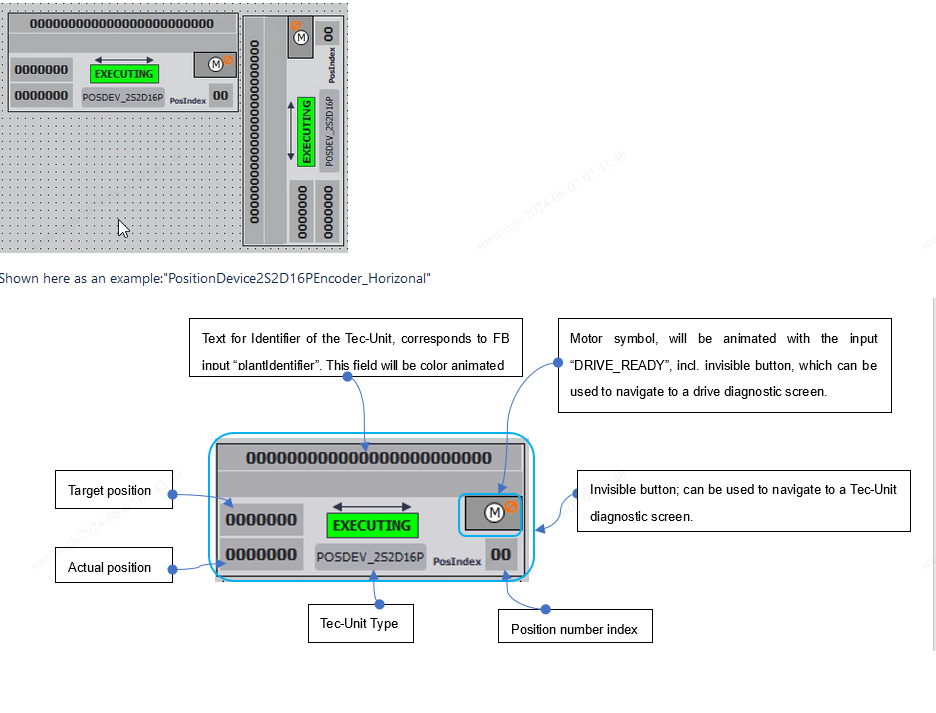 000000000000000000000000
0000000
EXECUTING
M
0000000
POSDEV_2S2D16P
PosIndex
00
000000000000000000000000
M
00
PosIndex
EXECUTING
POSDEV_2S2D16P
0000000
0000000
Shown here as an example:"PositionDevice2S2D16PEncoder_Horizonal"
Text for Identifier of the Tec-Unit, corresponds to FB
input “plantIdentifier”. This field will be color animated
Motor symbol, will be animated with the input
“DRIVE_READY”, incl. invisible button, which can be
used to navigate to a drive diagnostic screen.
000000000000000000000000
Target position
0000000
EXECUTING
M
Invisible button; can be used to navigate to a Tec-Unit
diagnostic screen.
Actual position
0000000
POSDEV_2S2D16P
PosIndex
00
Tec-Unit Type
Position number index